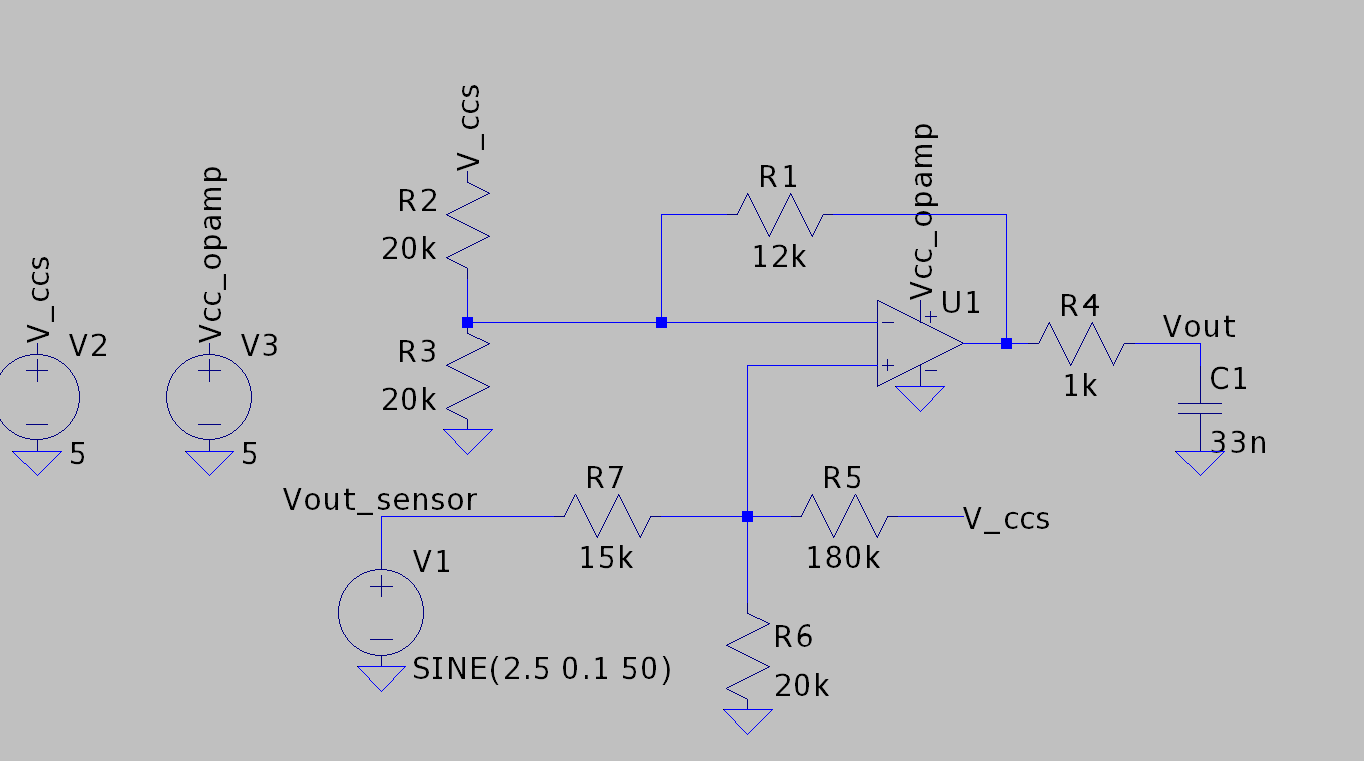 V_ccs
V2
5
Vcc_opamp
V3
5
V_ccs
R2
20k
R3
20k
R1
12k
Vcc_opamp
U1
R4
1k
Vout
C1
33n
Vout_sensor
V1
SINE(2.5 0.1 50)
R7
15k
R5
180k
V_ccs
R6
20k